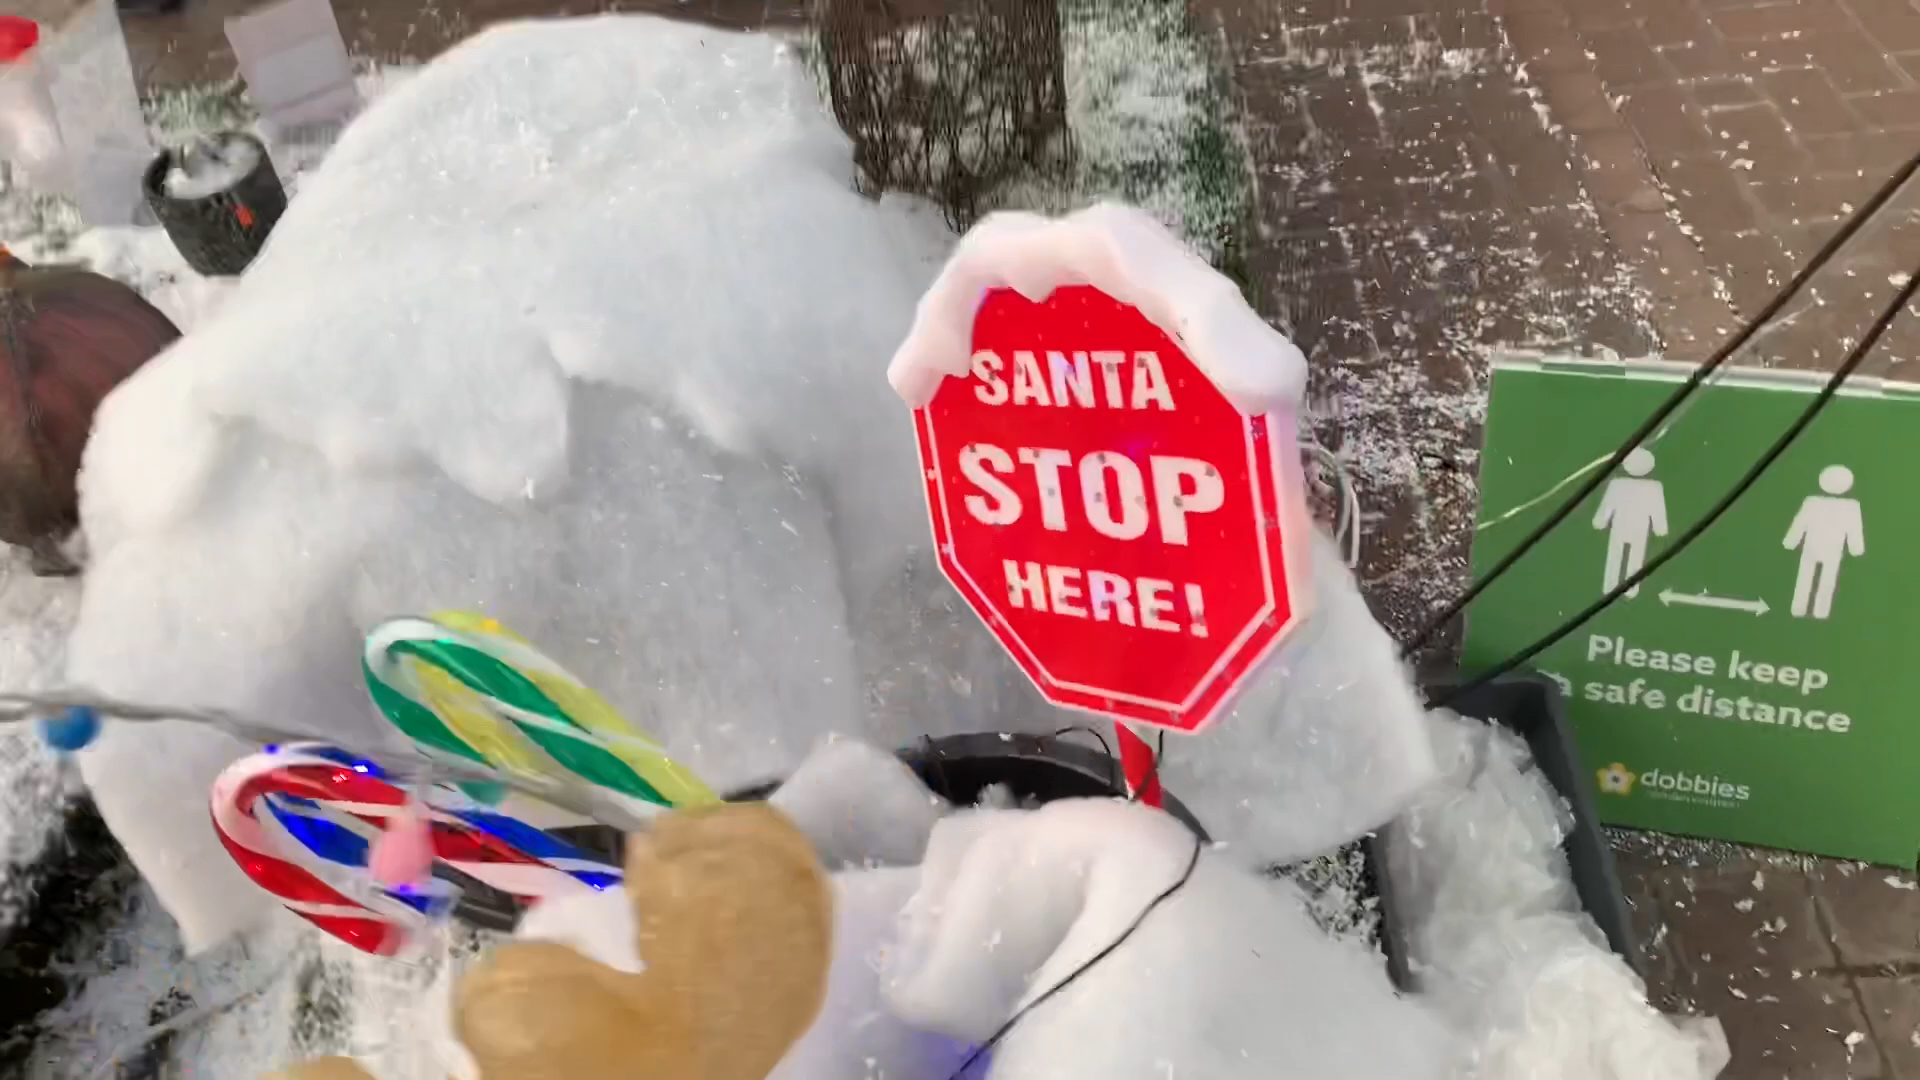 SANTA
STOP
HERE!
Please keep
a safe distance
dobbies